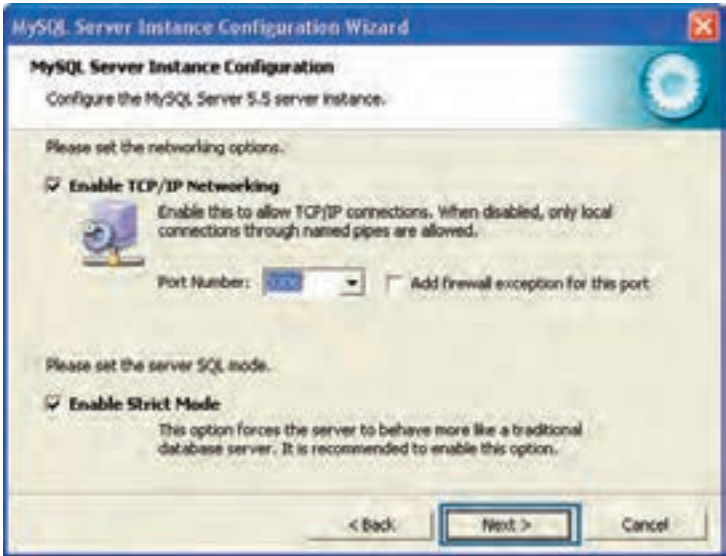 MySQL Server Instance Configuration Wizard
MySQL Server Instance Configuration
Configure the MySQL Server 5.5 server instance.
Please set the networking options.
Enable TCP/IP Networking
Enable this to allow TCP/IP connections. When disabled, only local
connections through named pipes are allowed.
Port Number: Add firewall exception for this port
Please set the server SQL mode.
Enable Strict Mode
This option forces the server to behave more like a traditional
database server. It is recommended to enable this option.
< Back Next > Cancel